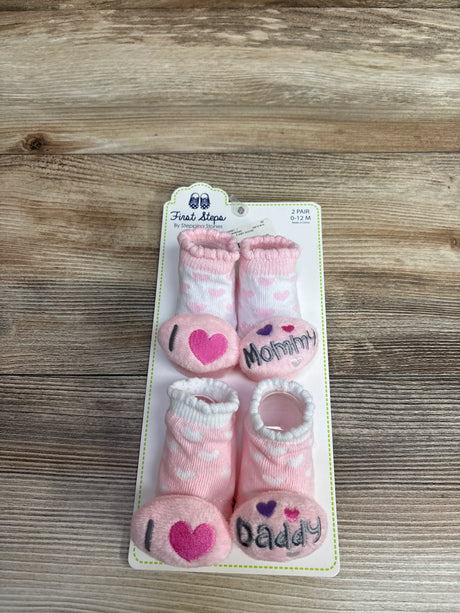 First Steps
By Stepping Stones
2 PAIR
0-12 M
I Mommy
I Daddy